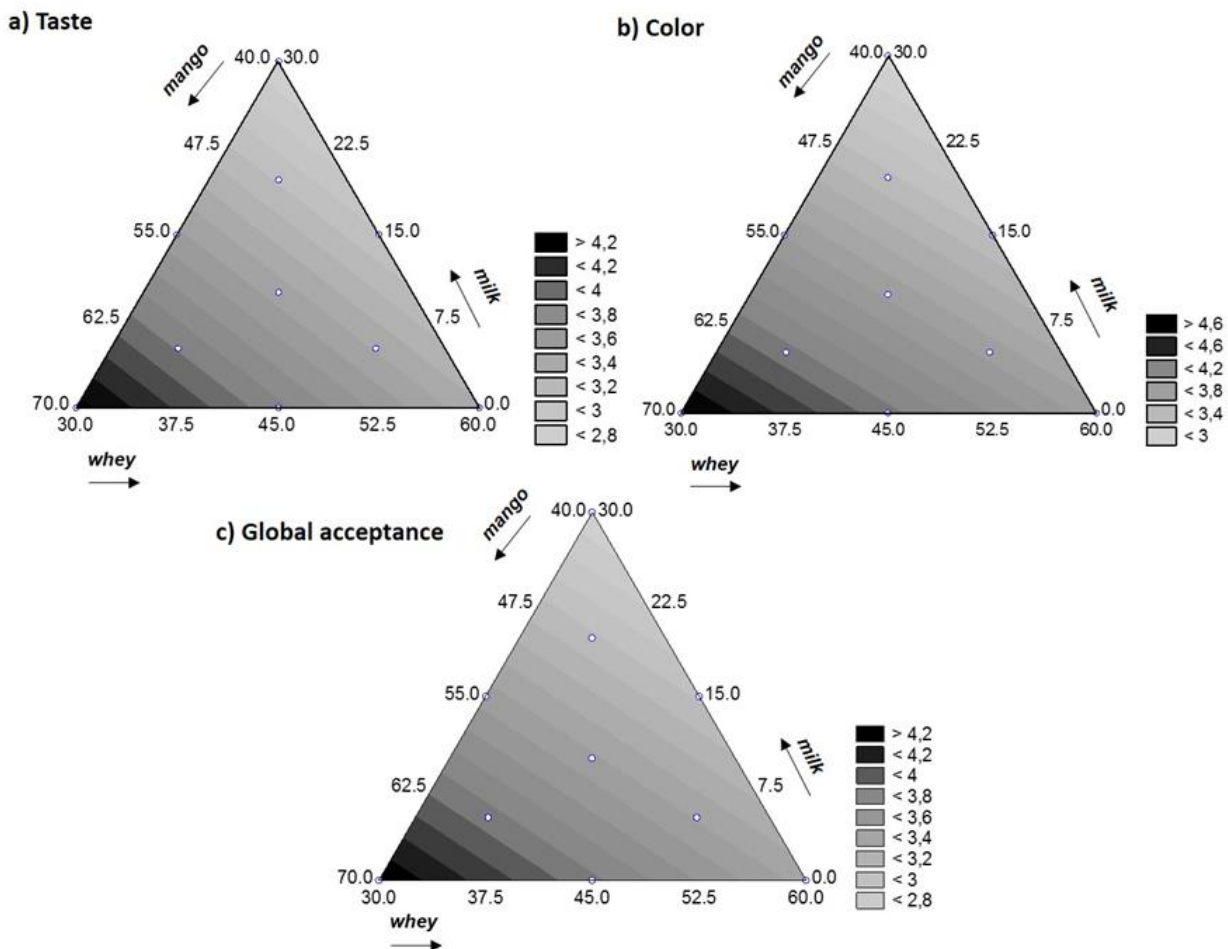 a) Taste
mango
40.0 30.0
47.5 22.5
55.0 15.0
milk
62.5 7.5
70.0 0.0
30.0 37.5 45.0 52.5 60.0
whey
> 4,2
< 4,2
< 4
< 3,8
< 3,6
< 3,4
< 3,2
< 3
< 2,8
b) Color
mango
40.0 30.0
47.5 22.5
55.0 15.0
milk
62.5 7.5
70.0 0.0
30.0 37.5 45.0 52.5 60.0
whey
> 4,6
< 4,6
< 4,2
< 3,8
< 3,4
< 3
c) Global acceptance
mango
40.0 30.0
47.5 22.5
55.0 15.0
milk
62.5 7.5
70.0 0.0
30.0 37.5 45.0 52.5 60.0
whey
> 4,2
< 4,2
< 4
< 3,8
< 3,6
< 3,4
< 3,2
< 3
< 2,8